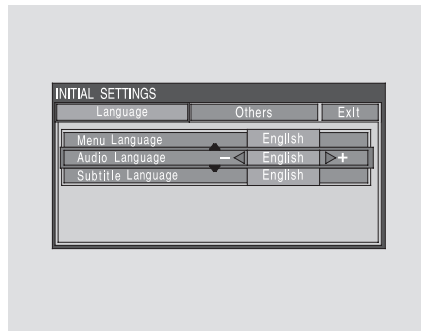 INITIAL SETTINGS
Language Others Exit
Menu Language English
Audio Language − English +
Subtitle Language English